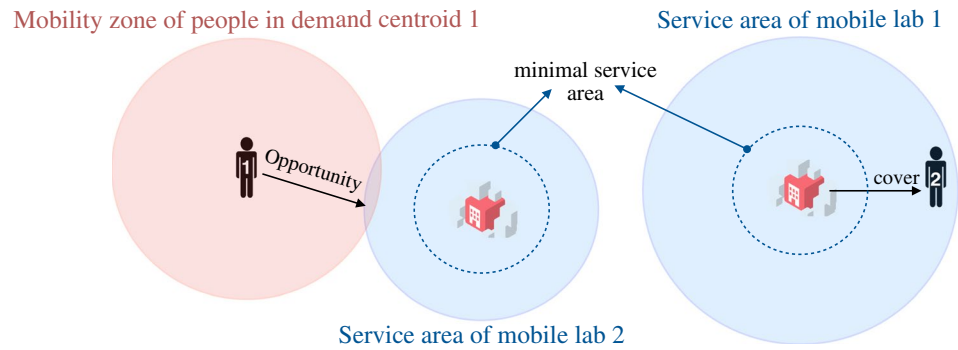 Mobility zone of people in demand centroid 1
Service area of mobile lab 1
minimal service
area
1
Opportunity
cover
2
Service area of mobile lab 2